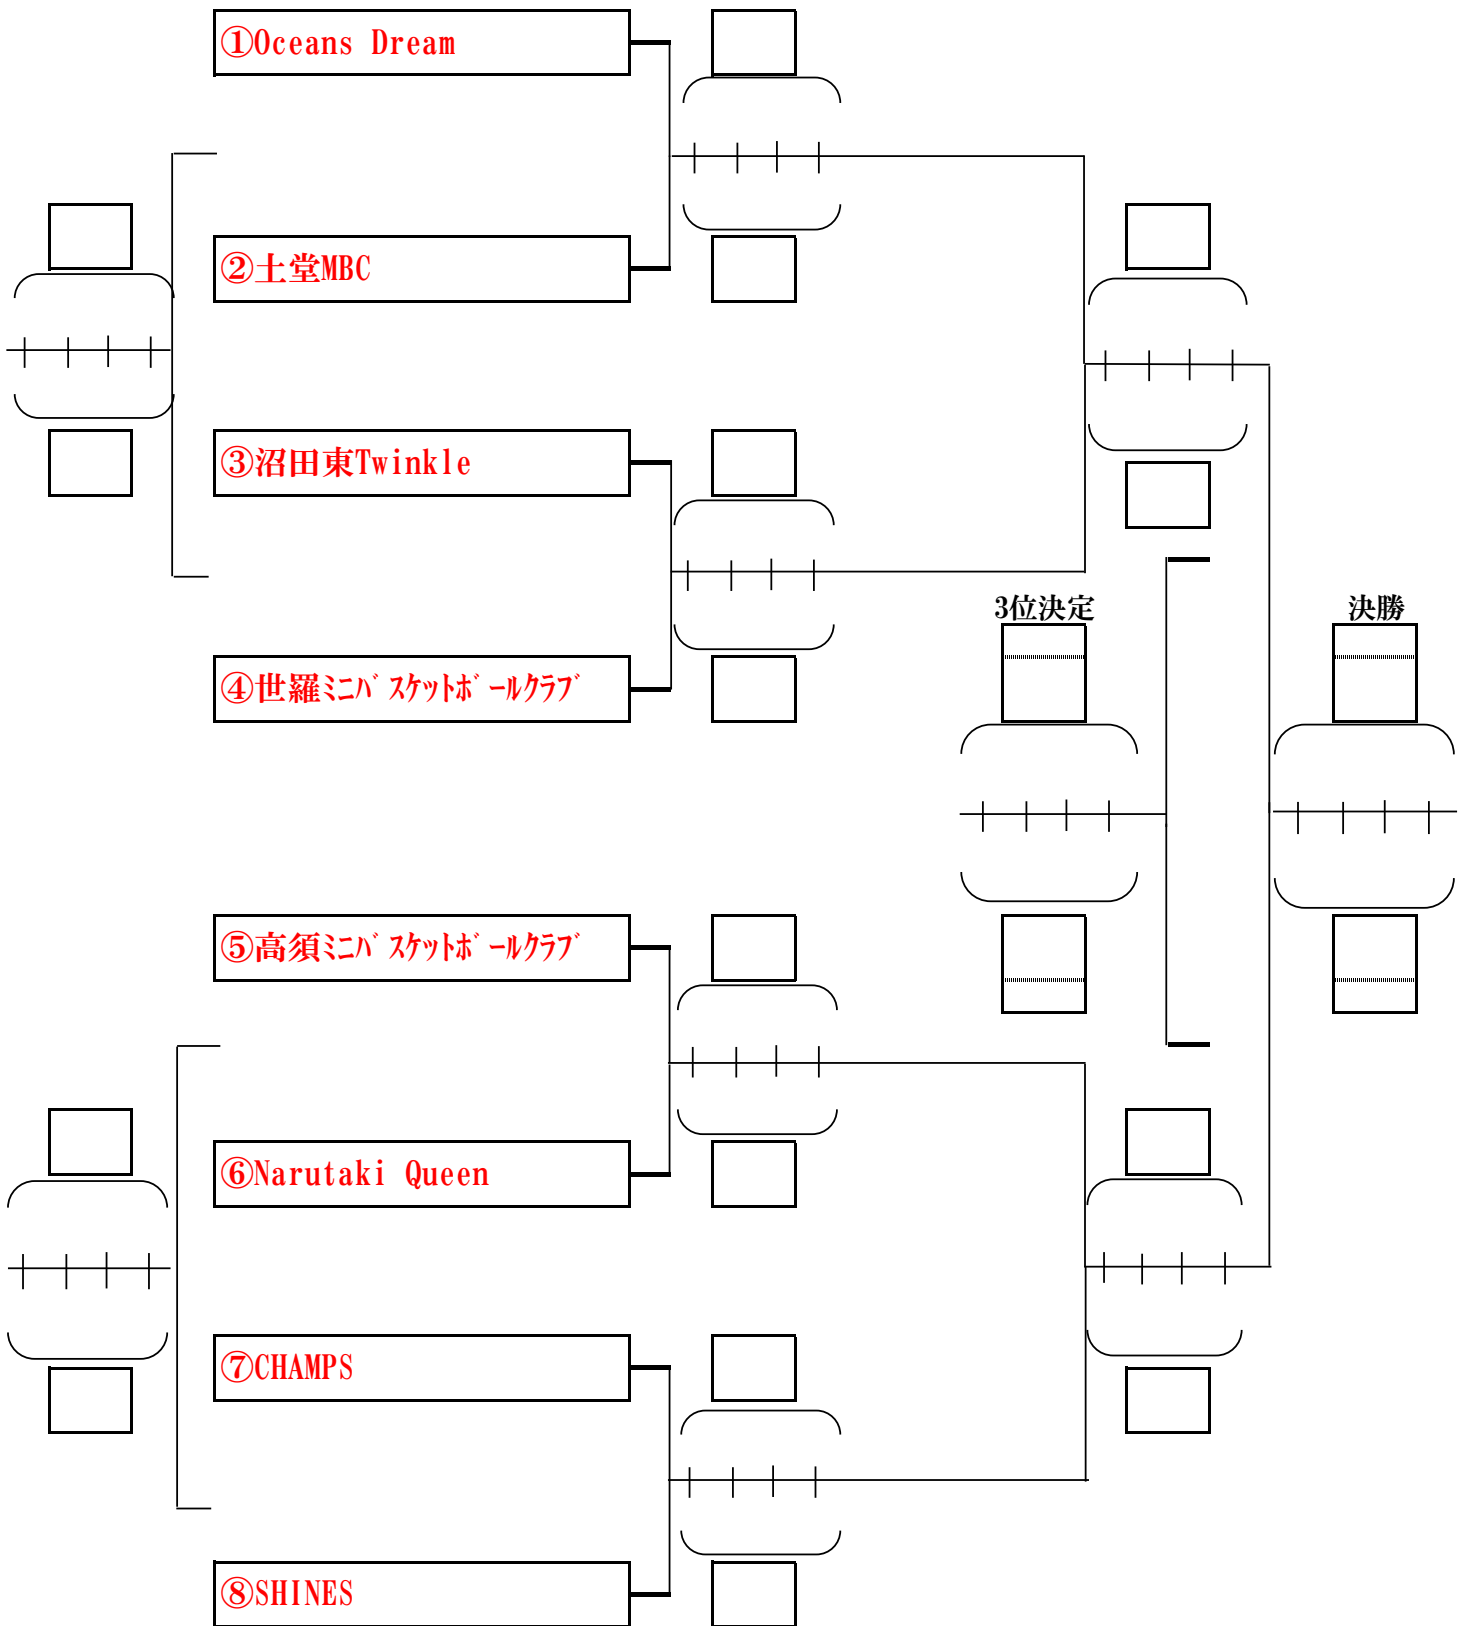 ①Oceans Dream
②土堂MBC
③沼田東Twinkle
3位決定
決勝
④世羅ﾐﾆﾊﾞｽｹｯﾄﾎﾞｰﾙｸﾗﾌﾞ
⑤高須ﾐﾆﾊﾞｽｹｯﾄﾎﾞｰﾙｸﾗﾌﾞ
⑥Narutaki Queen
⑦CHAMPS
⑧SHINES